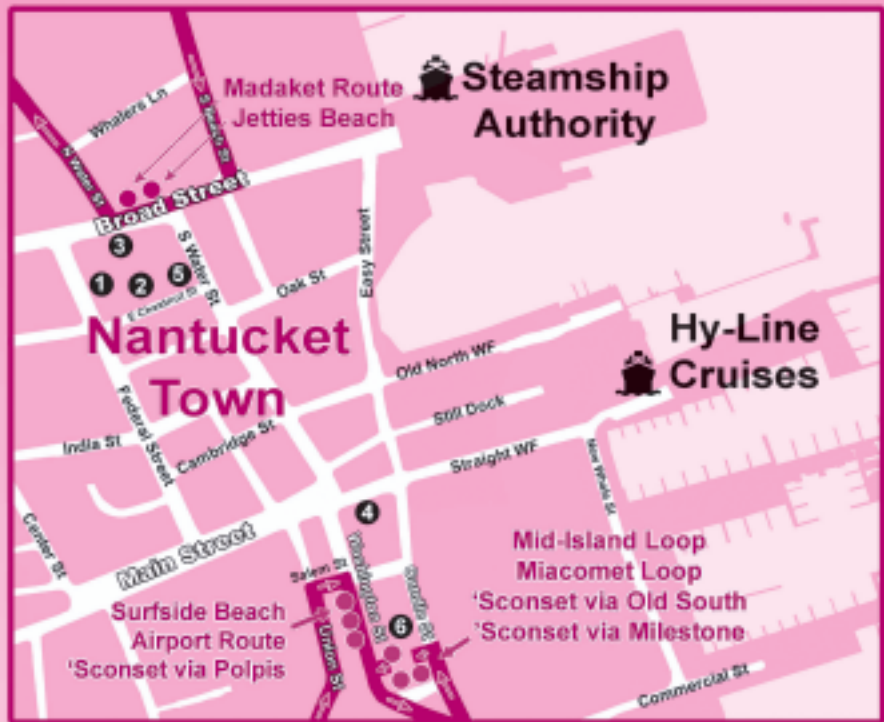 Madaket Route
Jetties Beach
Steamship
Authority
Whalers Ln
S Beach St
N Water St
Broad Street
3
S Water St
1
2
5
E Chestnut St
Oak St
Easy Street
Nantucket
Town
Hy-Line
Cruises
Old North WF
Still Dock
Federal Street
India St
Cambridge St
Straight WF
New Whale St
Center St
Main Street
4
Salem St
Washington St
Mid-Island Loop
Miacomet Loop
'Sconset via Old South
'Sconset via Milestone
Surfside Beach
Airport Route
'Sconset via Polpis
Union St
6
Commercial St